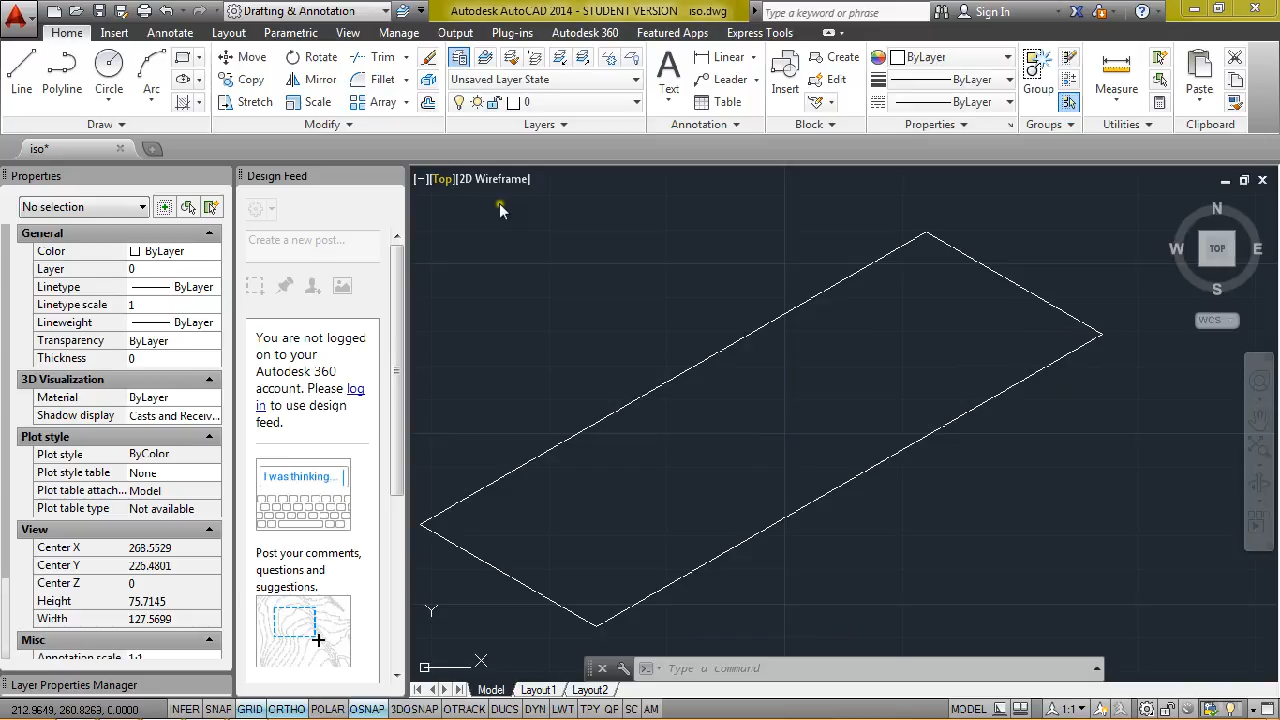 Drafting & Annotation
Autodesk AutoCAD 2014 - STUDENT VERSION iso.dwg
Type a keyword or phrase
Sign In
Home Insert Annotate Layout Parametric View Manage Output Plug-ins Autodesk 360 Featured Apps Express Tools
Line Polyline Circle Arc
Move Rotate Trim
Copy Mirror Fillet
Stretch Scale Array
Unsaved Layer State
0
Text
Linear
Leader
Table
Insert
Create
Edit
ByLayer
ByLayer
ByLayer
Group
Measure
Paste
Draw Modify Layers Annotation Block Properties Groups Utilities Clipboard
iso*
Properties
No selection
General
Color ByLayer
Layer 0
Linetype ByLayer
Linetype scale 1
Lineweight ByLayer
Transparency ByLayer
Thickness 0
3D Visualization
Material ByLayer
Shadow display Casts and Receiv...
Plot style
Plot style ByColor
Plot style table None
Plot table attach... Model
Plot table type Not available
View
Center X 268.5529
Center Y 226.4801
Center Z 0
Height 75.7145
Width 127.5699
Misc
Annotation scale 1:1
Layer Properties Manager
Design Feed
Create a new post...
You are not logged
on to your
Autodesk 360
account. Please log
in to use design
feed.
I was thinking...
Post your comments,
questions and
suggestions.
[−][Top][2D Wireframe]
N
W TOP E
S
WCS
Y
X
Type a command
Model Layout1 Layout2
212.9649, 260.8269, 0.0000 INFER SNAP GRID ORTHO POLAR OSNAP 3DOSNAP OTRACK DUCS DYN LWT TPY QP SC AM
MODEL 1:1